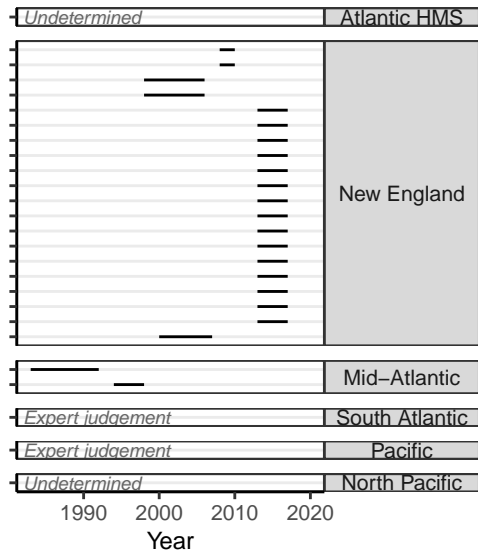 Undetermined Atlantic HMS
New England
Mid−Atlantic
Expert judgement South Atlantic
Expert judgement Pacific
Undetermined North Pacific
1990 2000 2010 2020
Year